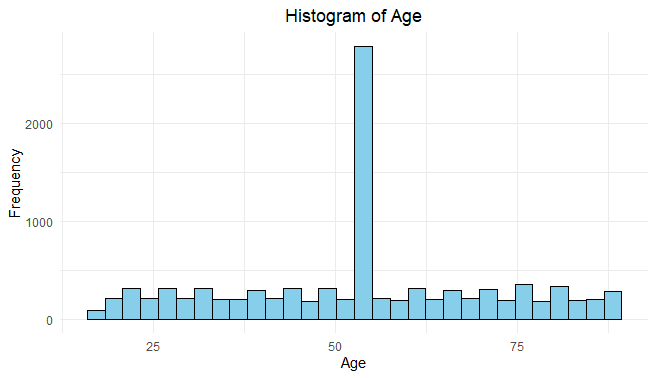 Histogram of Age
Frequency
2000
1000
0
25 50 75
Age